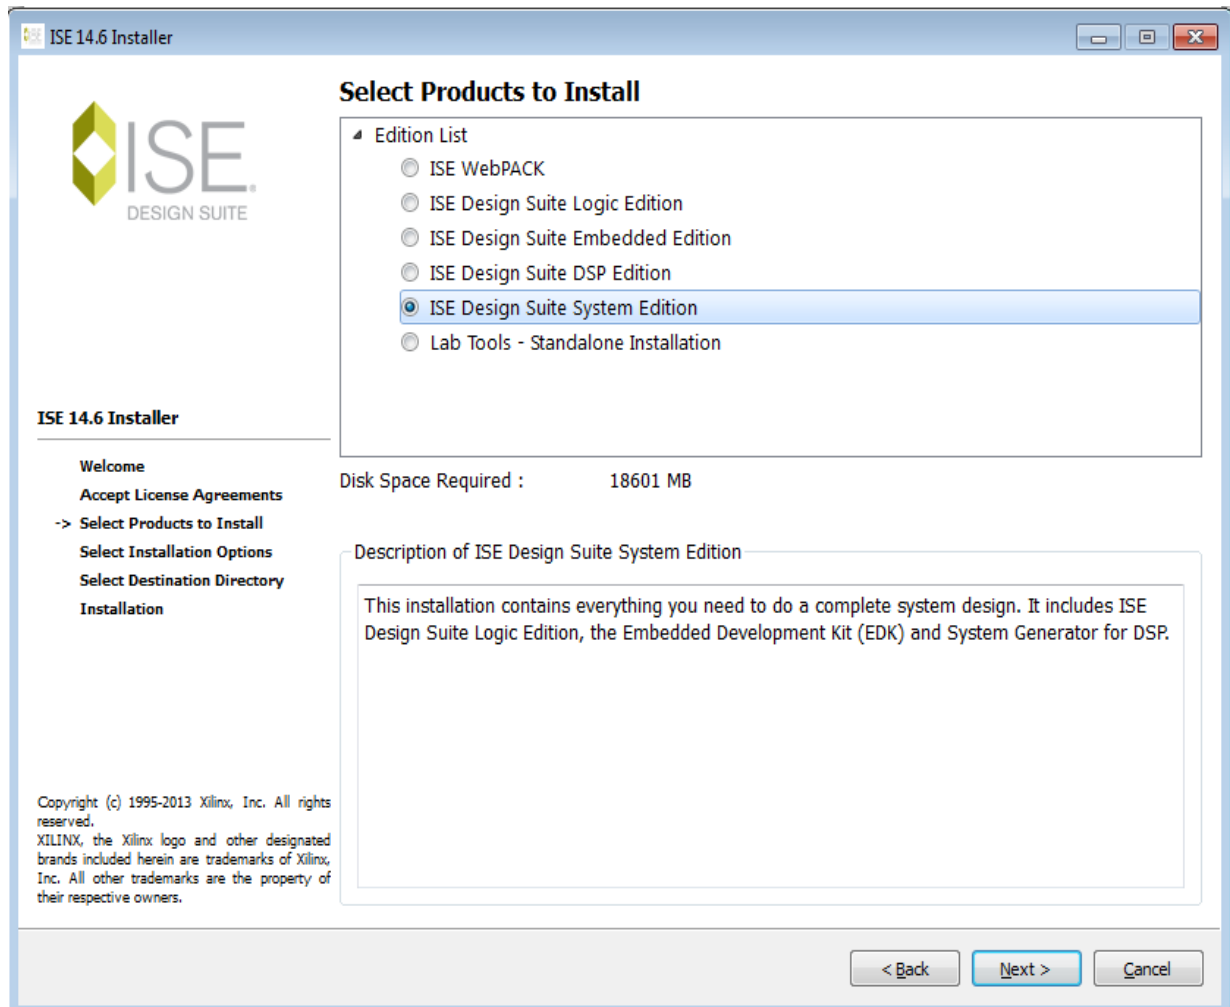 ISE 14.6 Installer
ISE
DESIGN SUITE
Select Products to Install
Edition List
ISE WebPACK
ISE Design Suite Logic Edition
ISE Design Suite Embedded Edition
ISE Design Suite DSP Edition
ISE Design Suite System Edition
Lab Tools - Standalone Installation
ISE 14.6 Installer
Welcome
Accept License Agreements
-> Select Products to Install
Select Installation Options
Select Destination Directory
Installation
Disk Space Required : 18601 MB
Description of ISE Design Suite System Edition
This installation contains everything you need to do a complete system design. It includes ISE
Design Suite Logic Edition, the Embedded Development Kit (EDK) and System Generator for DSP.
Copyright (c) 1995-2013 Xilinx, Inc. All rights
reserved.
XILINX, the Xilinx logo and other designated
brands included herein are trademarks of Xilinx,
Inc. All other trademarks are the property of
their respective owners.
< Back
Next >
Cancel